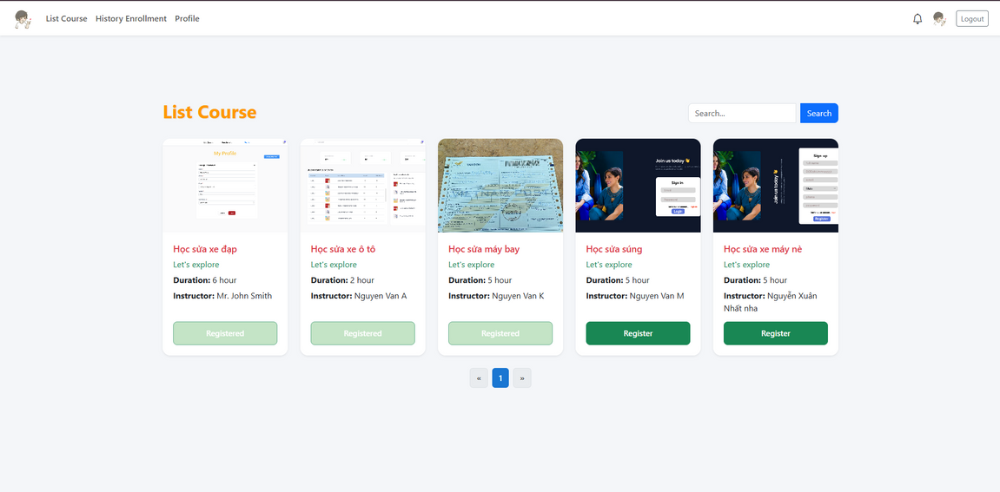 List Course
History Enrollment
Profile
Logout
List Course
Search...
Search
My Profile
Join us today 👋
Sign in
Login
Join us today 👋
Sign up
Register
Học sửa xe đạp
Let's explore
Duration: 6 hour
Instructor: Mr. John Smith
Registered
Học sửa xe ô tô
Let's explore
Duration: 2 hour
Instructor: Nguyen Van A
Registered
Học sửa máy bay
Let's explore
Duration: 5 hour
Instructor: Nguyen Van K
Registered
Học sửa súng
Let's explore
Duration: 5 hour
Instructor: Nguyen Van M
Register
Học sửa xe máy nè
Let's explore
Duration: 5 hour
Instructor: Nguyễn Xuân
Nhất nha
Register
« 1 »